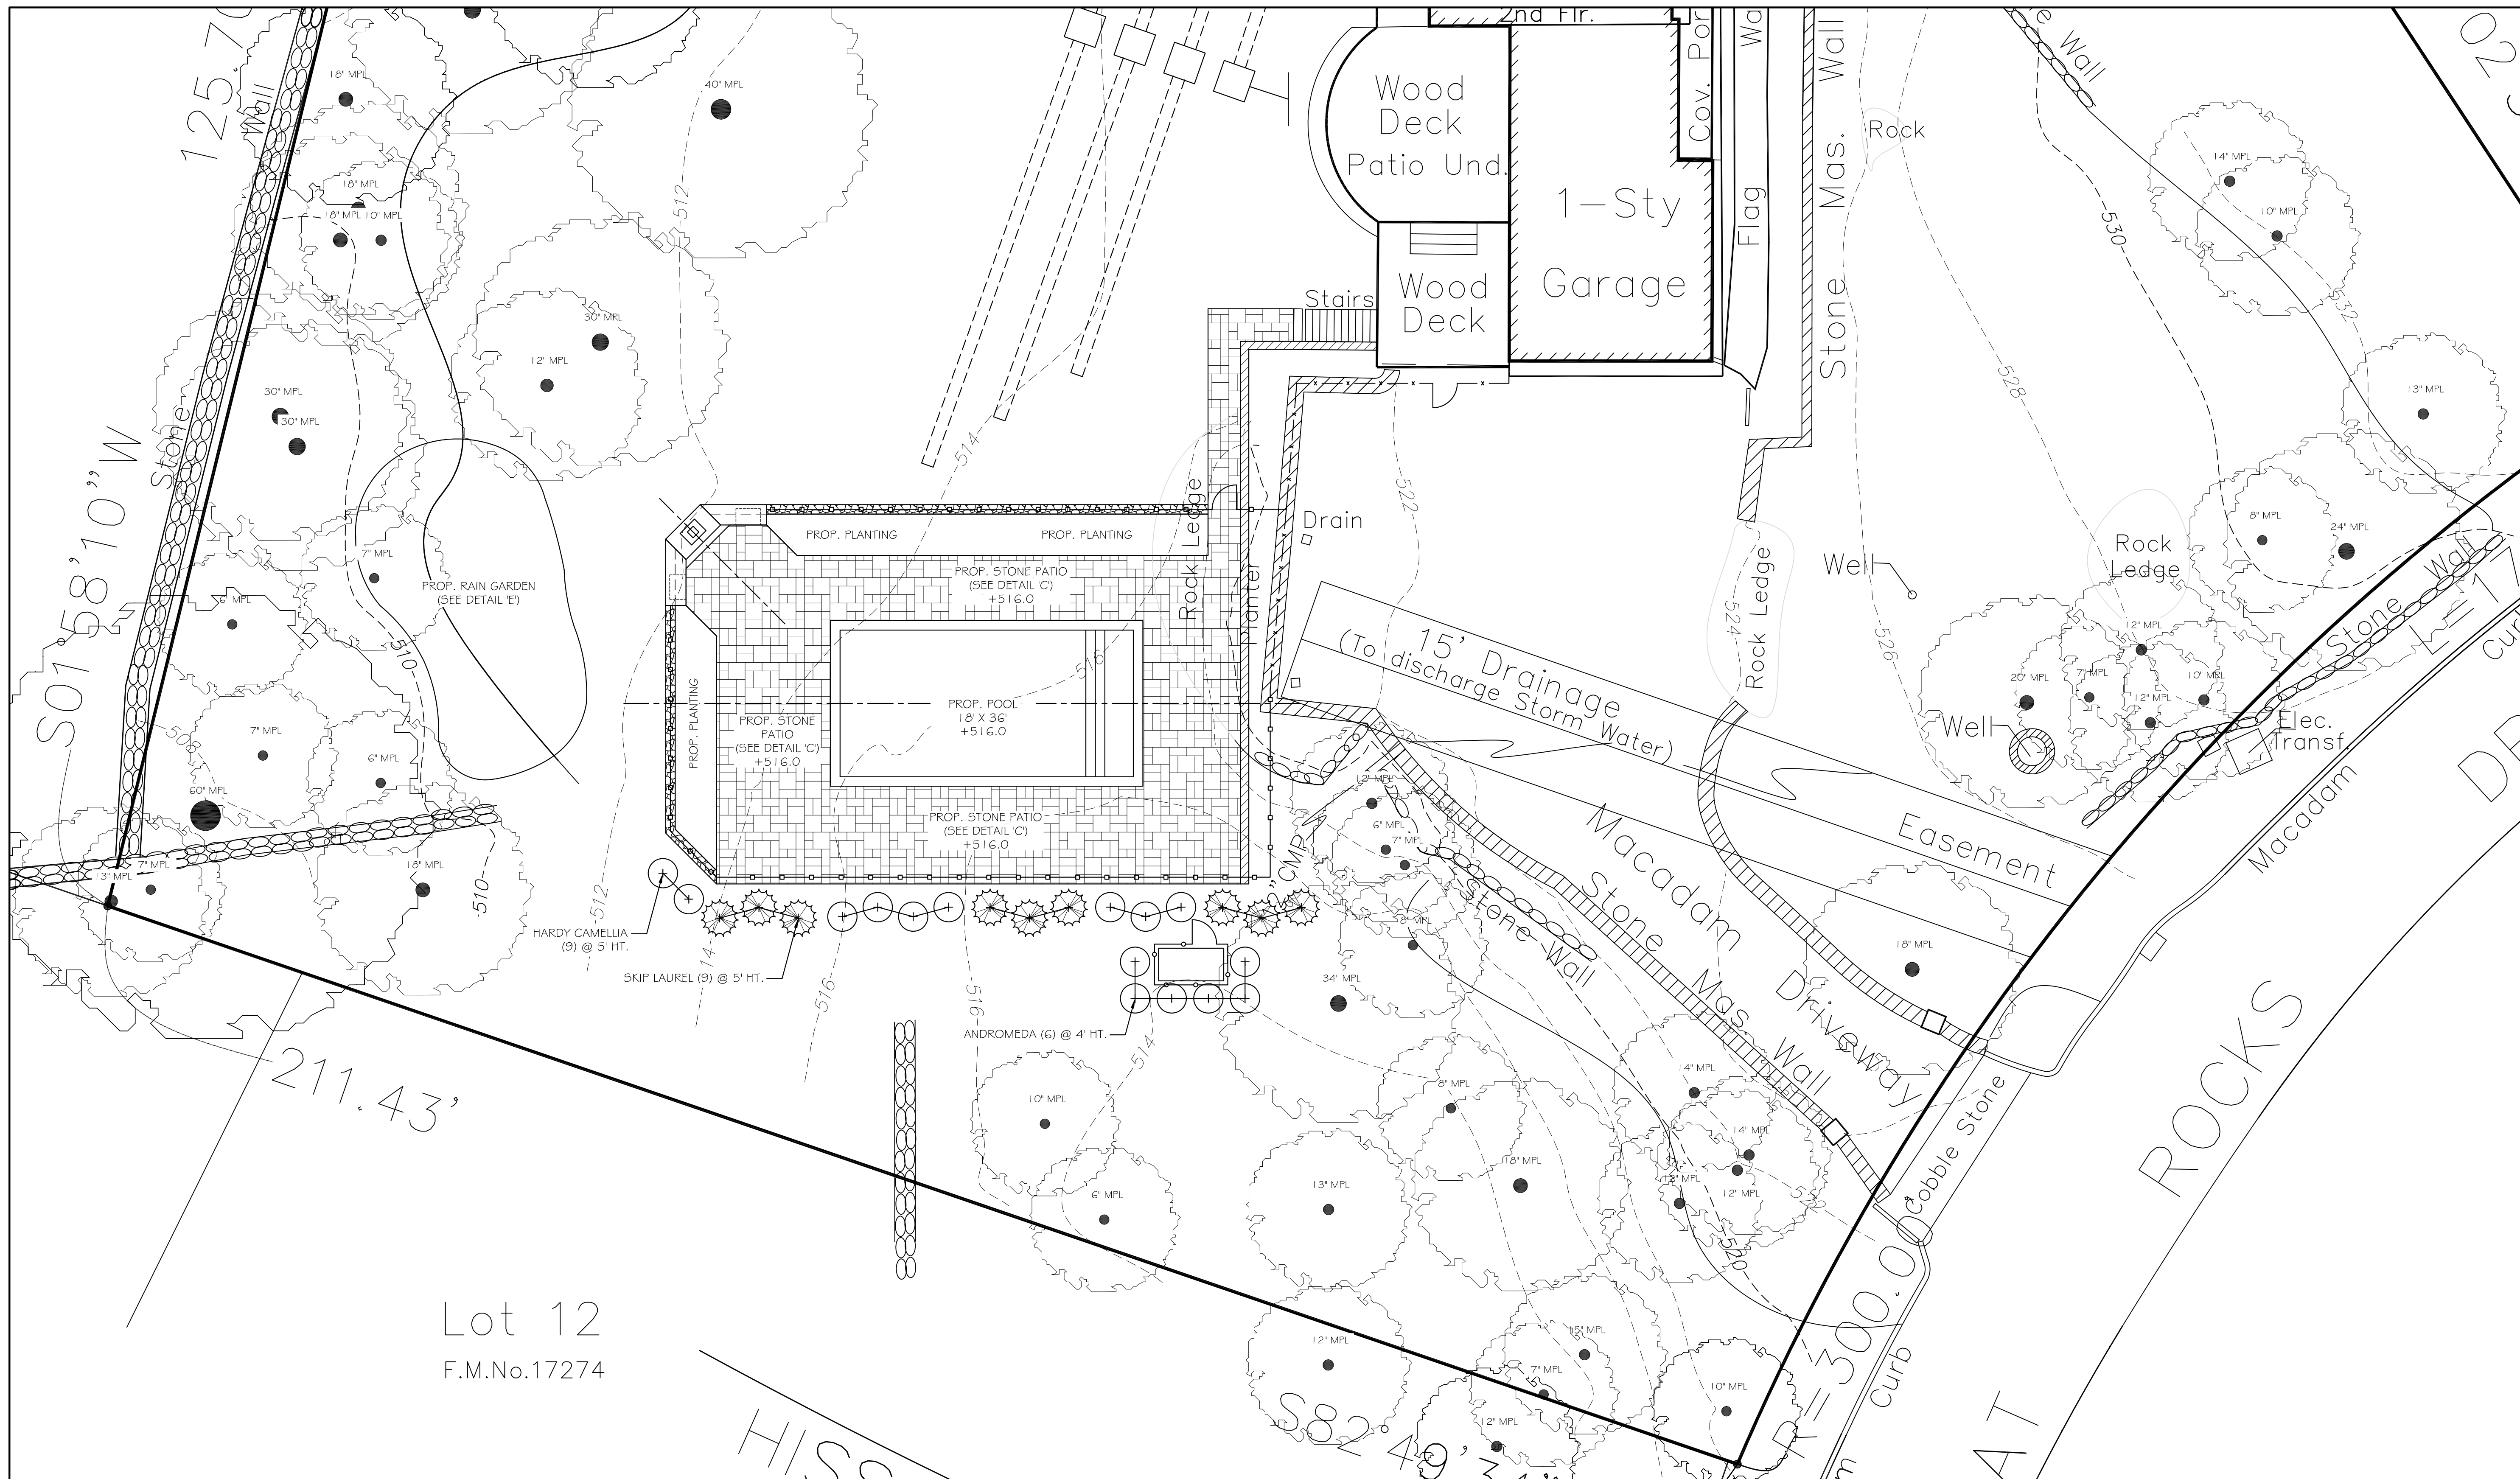 2nd Flr.
Wood
Deck
Patio Und.
Cov. Por
Flag
Wa
Stone Mas. Wall
Wall
Rock
18" MPL
40" MPL
18" MPL
18" MPL
10" MPL
14" MPL
10" MPL
512
530
1-Sty
Garage
Wood
Deck
Stairs
30" MPL
12" MPL
30" MPL
30" MPL
528
13" MPL
Stone
Wall
S01°58'10"W
514
522
Drain
Rock Ledge
Planter
PROP. PLANTING
PROP. PLANTING
PROP. STONE PATIO
(SEE DETAIL 'C')
+516.0
7" MPL
PROP. RAIN GARDEN
(SEE DETAIL 'E')
6" MPL
510
8" MPL
24" MPL
Rock
Ledge
Well
Rock Ledge
524
526
15' Drainage
(To discharge Storm Water)
Easement
12" MPL
20" MPL
7" MPL
12" MPL
10" MPL
Stone
Wall
Curb
Well
Elec.
Transf.
Macadam
516
PROP. PLANTING
PROP. STONE
PATIO
(SEE DETAIL 'C')
+516.0
PROP. POOL
18' X 36'
+516.0
PROP. STONE PATIO
(SEE DETAIL 'C')
+516.0
7" MPL
6" MPL
60" MPL
7" MPL
13" MPL
18" MPL
510
512
12" MPL
6" MPL
7" MPL
8" MPL
34" MPL
Stone Wall
Macadam
Driveway
Stone Mas. Wall
18" MPL
HARDY CAMELLIA
(9) @ 5' HT.
SKIP LAUREL (9) @ 5' HT.
ANDROMEDA (6) @ 4' HT.
514
516
516
514
211.43'
10" MPL
6" MPL
8" MPL
14" MPL
14" MPL
13" MPL
18" MPL
12" MPL
12" MPL
520
Cobble Stone
ROCKS
R=300.00'
Curb
Lot 12
F.M.No.17274
12" MPL
15" MPL
7" MPL
12" MPL
10" MPL
AT